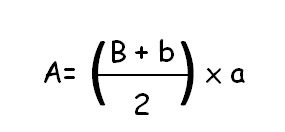 A= (B + b / 2) x a